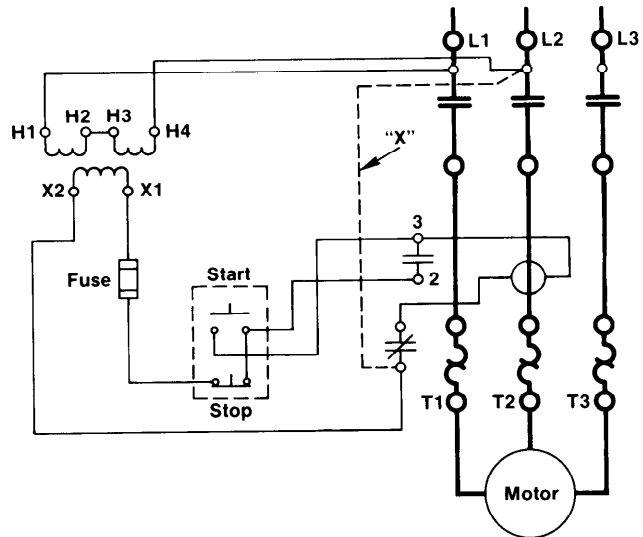 L1 L2 L3
H1 H2 H3 H4
"X"
X2 X1
3
Fuse
Start
2
Stop
T1 T2 T3
Motor